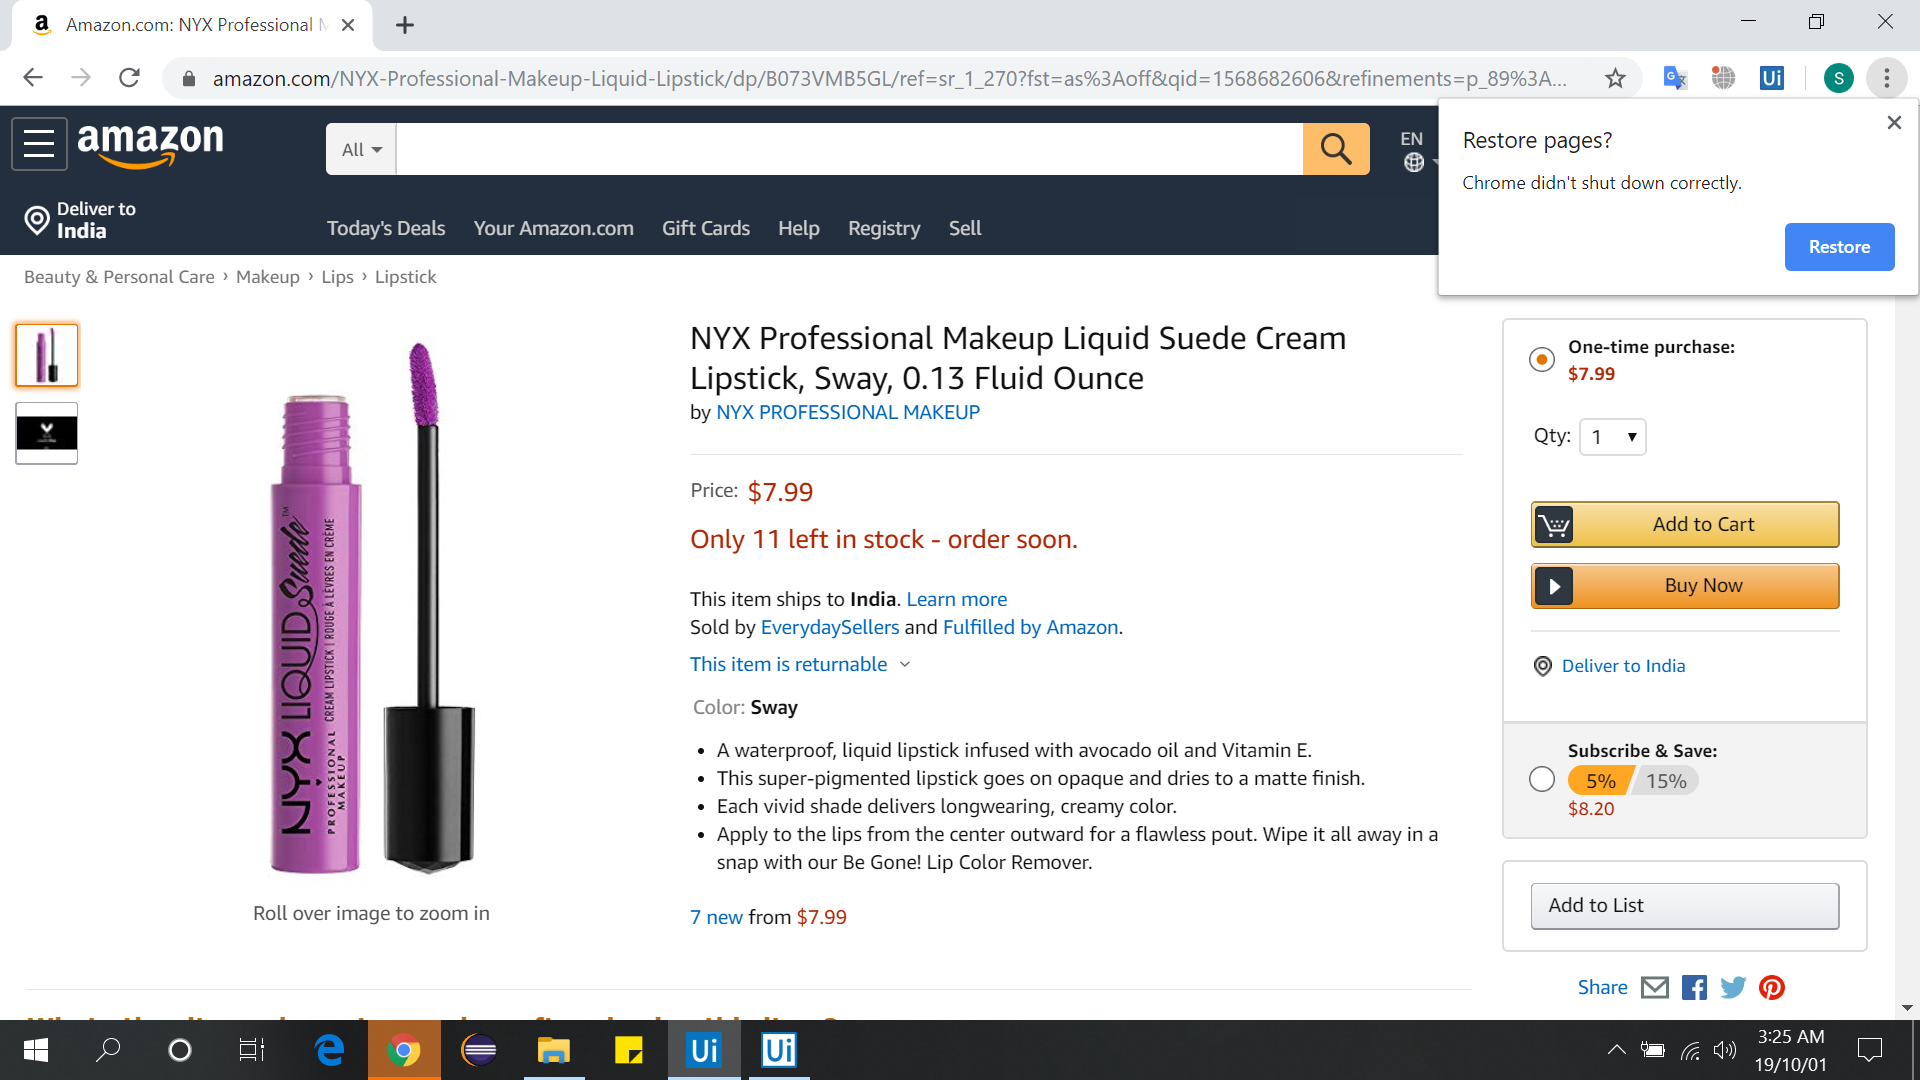 Amazon.com: NYX Professional M
amazon.com/NYX-Professional-Makeup-Liquid-Lipstick/dp/B073VMB5GL/ref=sr_1_270?fst=as%3Aoff&qid=1568682606&refinements=p_89%3A...
S
Ui
Restore pages?
Chrome didn't shut down correctly.
Restore
amazon
All
EN
Deliver to
India
Today's Deals
Your Amazon.com
Gift Cards
Help
Registry
Sell
Beauty & Personal Care › Makeup › Lips › Lipstick
NYX LIQUID Suede™
PROFESSIONAL MAKEUP
CREAM LIPSTICK | ROUGE À LÈVRES EN CRÈME
Roll over image to zoom in
NYX Professional Makeup Liquid Suede Cream
Lipstick, Sway, 0.13 Fluid Ounce
by NYX PROFESSIONAL MAKEUP
Price: $7.99
Only 11 left in stock - order soon.
This item ships to India. Learn more
Sold by EverydaySellers and Fulfilled by Amazon.
This item is returnable
Color: Sway
• A waterproof, liquid lipstick infused with avocado oil and Vitamin E.
• This super-pigmented lipstick goes on opaque and dries to a matte finish.
• Each vivid shade delivers longwearing, creamy color.
• Apply to the lips from the center outward for a flawless pout. Wipe it all away in a
snap with our Be Gone! Lip Color Remover.
7 new from $7.99
One-time purchase:
$7.99
Qty: 1
Add to Cart
Buy Now
Deliver to India
Subscribe & Save:
5% 15%
$8.20
Add to List
Share
Ui
Ui
3:25 AM
19/10/01